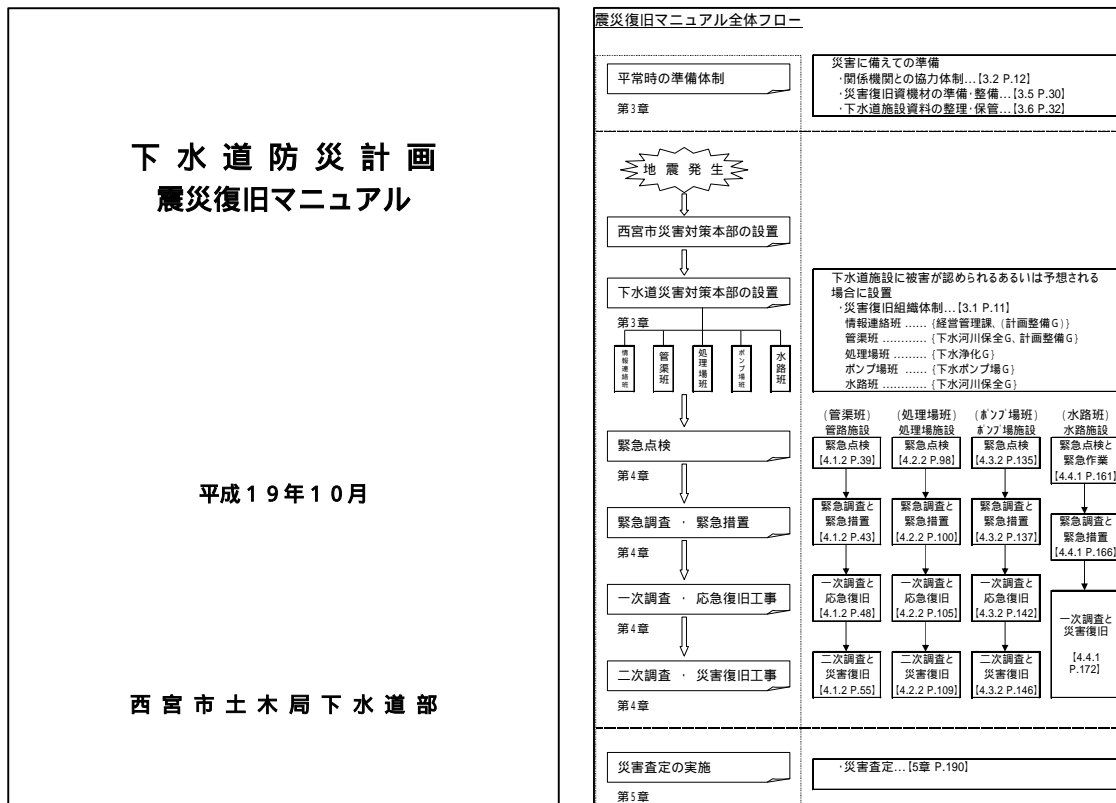 下水道防災計画
震災復旧マニュアル
平成19年10月
西宮市土木局下水道部
震災復旧マニュアル全体フロー
平常時の準備体制
第3章
災害に備えての準備
・関係機関との協力体制…【3.2 P.12】
・災害復旧資機材の準備・整備…【3.5 P.30】
・下水道施設資料の整理・保管…【3.6 P.32】
地震発生
西宮市災害対策本部の設置
下水道災害対策本部の設置
第3章
情報連絡班
管渠班
処理場班
ポンプ場班
水路班
下水道施設に被害が認められるあるいは予想される
場合に設置
・災害復旧組織体制…【3.1 P.11】
情報連絡班 …… {経営管理課、(計画整備G)}
管渠班 ………… {下水河川保全G、計画整備G}
処理場班 ……… {下水浄化G}
ポンプ場班 …… {下水ポンプ場G}
水路班 ………… {下水河川保全G}
緊急点検
第4章
緊急調査 ・ 緊急措置
第4章
一次調査 ・ 応急復旧工事
第4章
二次調査 ・ 災害復旧工事
第4章
(管渠班)
管路施設
緊急点検
【4.1.2 P.39】
緊急調査と
緊急措置
【4.1.2 P.43】
一次調査と
応急復旧
【4.1.2 P.48】
二次調査と
災害復旧
【4.1.2 P.55】
(処理場班)
処理場施設
緊急点検
【4.2.2 P.98】
緊急調査と
緊急措置
【4.2.2 P.100】
一次調査と
応急復旧
【4.2.2 P.105】
二次調査と
災害復旧
【4.2.2 P.109】
(ポンプ場班)
ポンプ場施設
緊急点検
【4.3.2 P.135】
緊急調査と
緊急措置
【4.3.2 P.137】
一次調査と
応急復旧
【4.3.2 P.142】
二次調査と
災害復旧
【4.3.2 P.146】
(水路班)
水路施設
緊急点検と
緊急作業
【4.4.1 P.161】
緊急調査と
緊急措置
【4.4.1 P.166】
一次調査と
災害復旧
【4.4.1
P.172】
災害査定の実施
第5章
・災害査定…【5章 P.190】